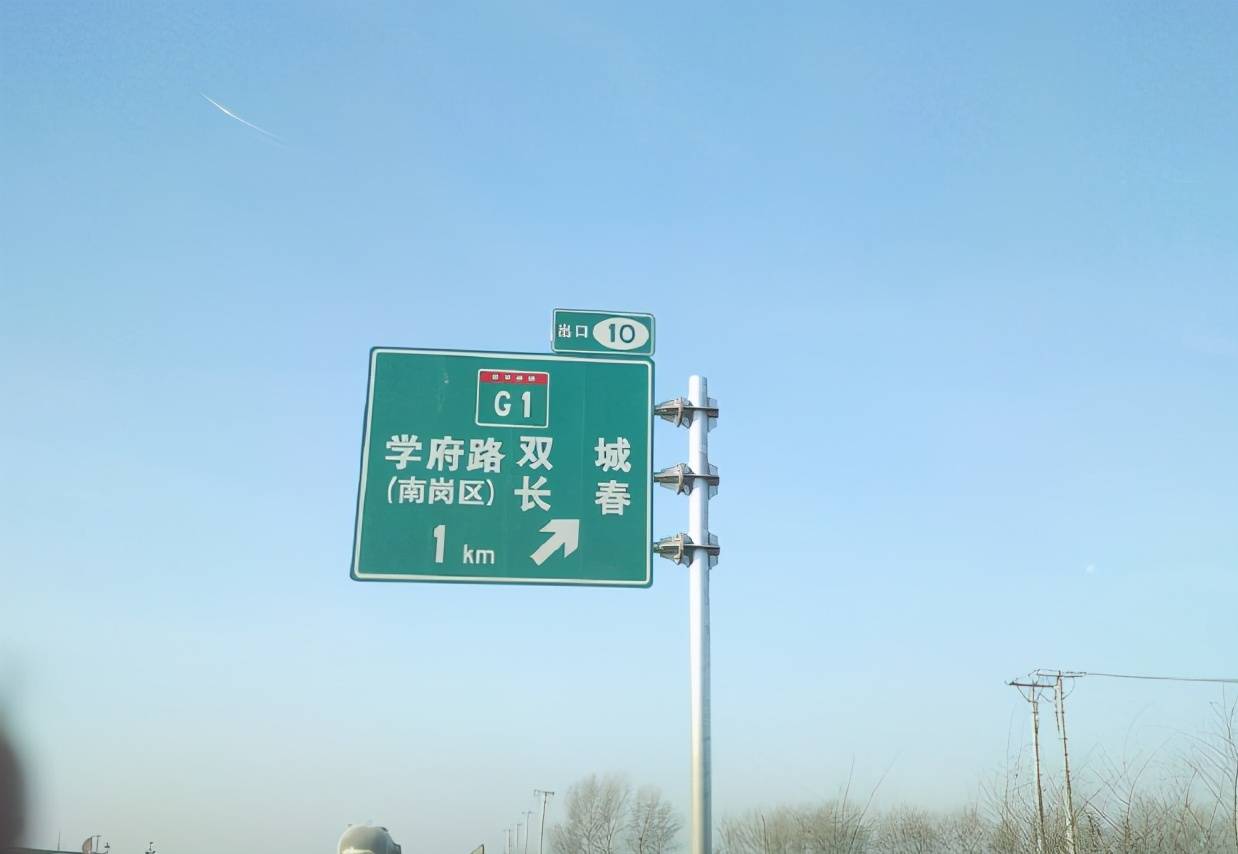 出口 10
G1
学府路 双城
(南岗区) 长春
1 km